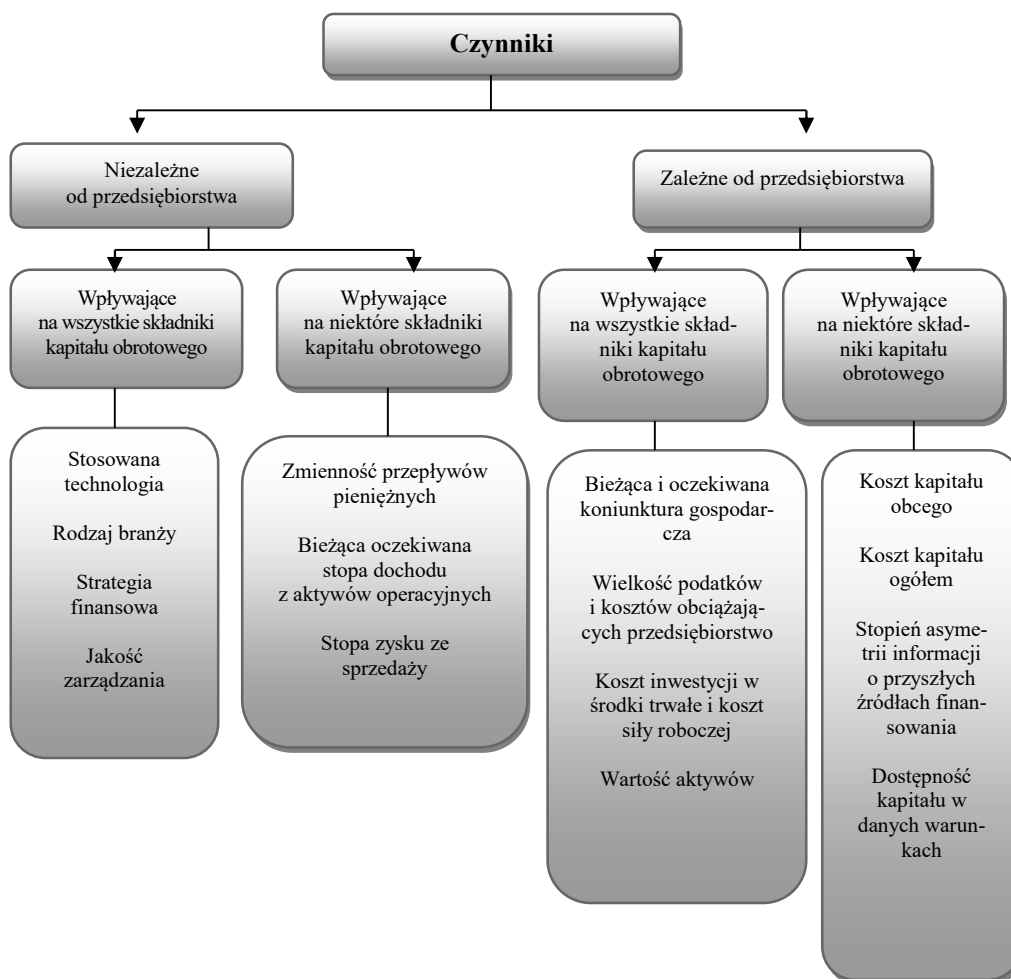 Czynniki
Niezależne
od przedsiębiorstwa
Zależne od przedsiębiorstwa
Wpływające
na wszystkie składniki
kapitału obrotowego
Wpływające
na niektóre składniki
kapitału obrotowego
Wpływające
na wszystkie skład-
niki kapitału
obrotowego
Wpływające
na niektóre skład-
niki kapitału
obrotowego
Stosowana
technologia
Rodzaj branży
Strategia
finansowa
Jakość
zarządzania
Zmienność przepływów
pieniężnych
Bieżąca oczekiwana
stopa dochodu
z aktywów operacyjnych
Stopa zysku ze
sprzedaży
Bieżąca i oczekiwana
koniunktura gospodar-
cza
Wielkość podatków
i kosztów obciążają-
cych przedsiębiorstwo
Koszt inwestycji w
środki trwałe i koszt
siły roboczej
Wartość aktywów
Koszt kapitału
obcego
Koszt kapitału
ogółem
Stopień asyme-
trii informacji
o przyszłych
źródłach finan-
sowania
Dostępność
kapitału w
danych warun-
kach